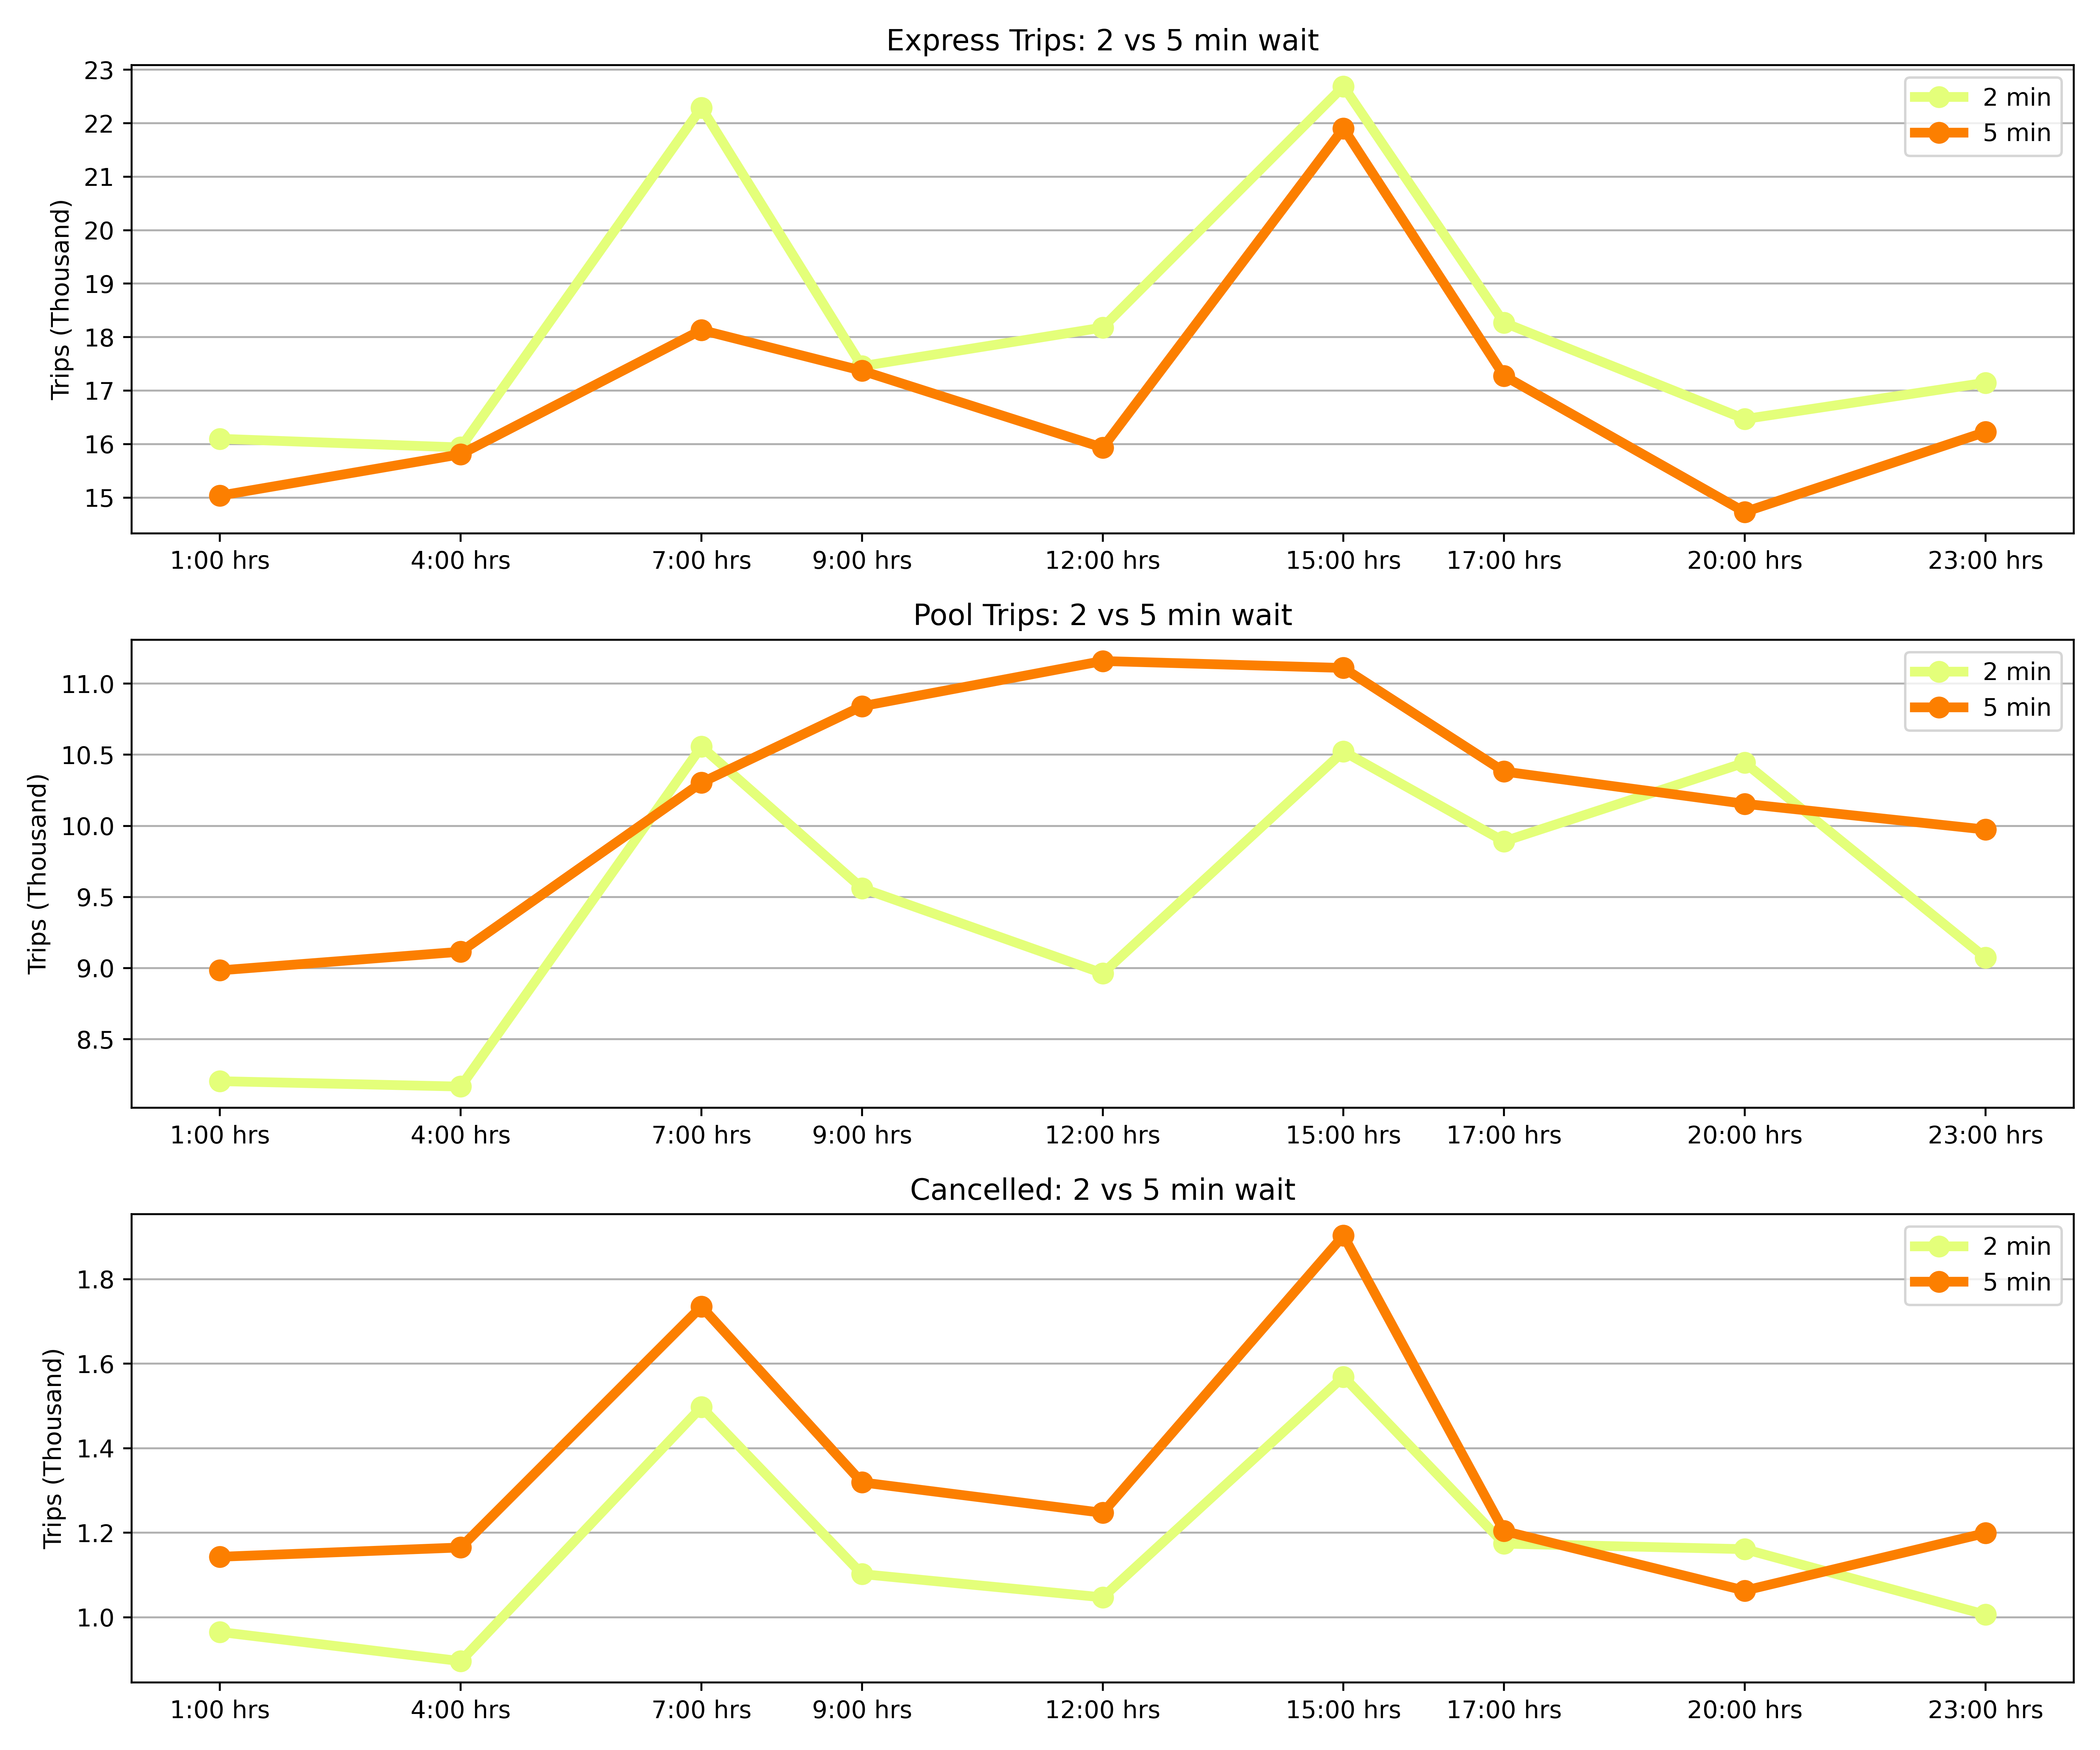 Express Trips: 2 vs 5 min wait
Trips (Thousand)
23
22
21
20
19
18
17
16
15
2 min
5 min
1:00 hrs 4:00 hrs 7:00 hrs 9:00 hrs 12:00 hrs 15:00 hrs 17:00 hrs 20:00 hrs 23:00 hrs
Pool Trips: 2 vs 5 min wait
Trips (Thousand)
11.0
10.5
10.0
9.5
9.0
8.5
2 min
5 min
1:00 hrs 4:00 hrs 7:00 hrs 9:00 hrs 12:00 hrs 15:00 hrs 17:00 hrs 20:00 hrs 23:00 hrs
Cancelled: 2 vs 5 min wait
Trips (Thousand)
1.8
1.6
1.4
1.2
1.0
2 min
5 min
1:00 hrs 4:00 hrs 7:00 hrs 9:00 hrs 12:00 hrs 15:00 hrs 17:00 hrs 20:00 hrs 23:00 hrs